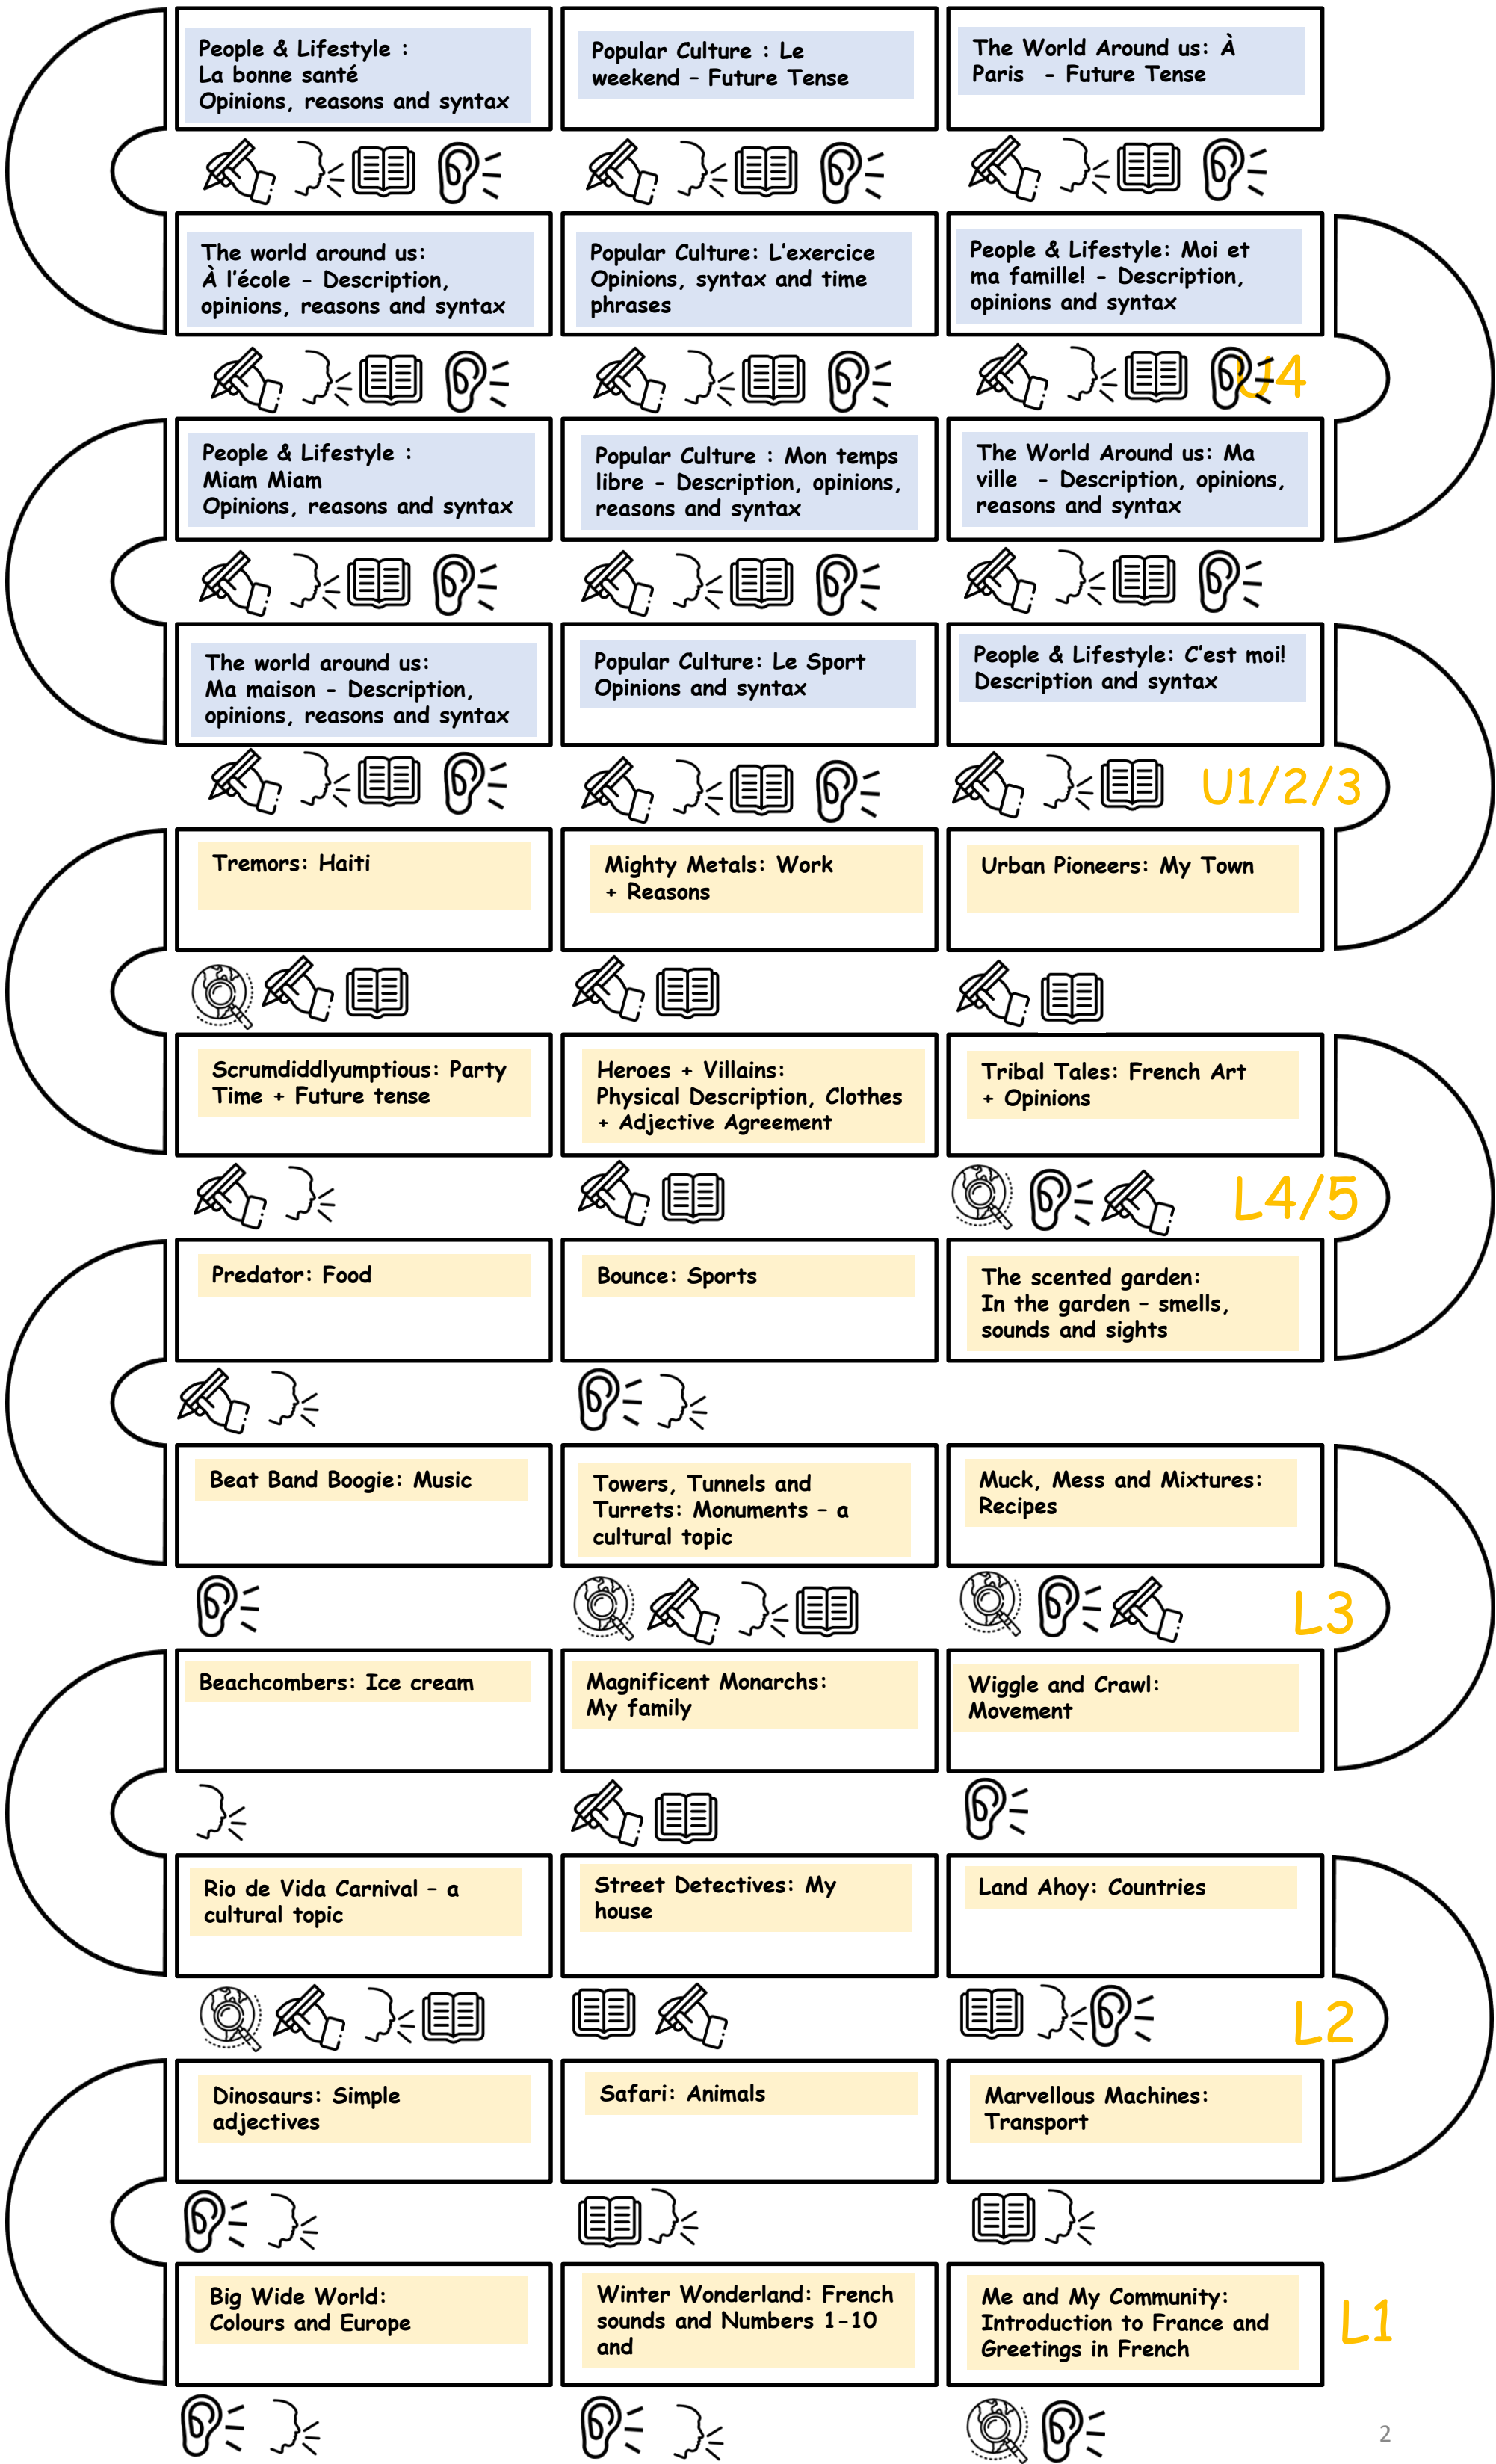 People & Lifestyle :
La bonne santé
Opinions, reasons and syntax
Popular Culture : Le
weekend – Future Tense
The World Around us: À
Paris - Future Tense
The world around us:
À l'école - Description,
opinions, reasons and syntax
Popular Culture: L'exercice
Opinions, syntax and time
phrases
People & Lifestyle: Moi et
ma famille! - Description,
opinions and syntax
U4
People & Lifestyle :
Miam Miam
Opinions, reasons and syntax
Popular Culture : Mon temps
libre - Description, opinions,
reasons and syntax
The World Around us: Ma
ville - Description, opinions,
reasons and syntax
The world around us:
Ma maison - Description,
opinions, reasons and syntax
Popular Culture: Le Sport
Opinions and syntax
People & Lifestyle: C'est moi!
Description and syntax
U1/2/3
Tremors: Haiti
Mighty Metals: Work
+ Reasons
Urban Pioneers: My Town
Scrumdiddlyumptious: Party
Time + Future tense
Heroes + Villains:
Physical Description, Clothes
+ Adjective Agreement
Tribal Tales: French Art
+ Opinions
L4/5
Predator: Food
Bounce: Sports
The scented garden:
In the garden – smells,
sounds and sights
Beat Band Boogie: Music
Towers, Tunnels and
Turrets: Monuments – a
cultural topic
Muck, Mess and Mixtures:
Recipes
L3
Beachcombers: Ice cream
Magnificent Monarchs:
My family
Wiggle and Crawl:
Movement
Rio de Vida Carnival – a
cultural topic
Street Detectives: My
house
Land Ahoy: Countries
L2
Dinosaurs: Simple
adjectives
Safari: Animals
Marvellous Machines:
Transport
Big Wide World:
Colours and Europe
Winter Wonderland: French
sounds and Numbers 1-10
and
Me and My Community:
Introduction to France and
Greetings in French
L1
2